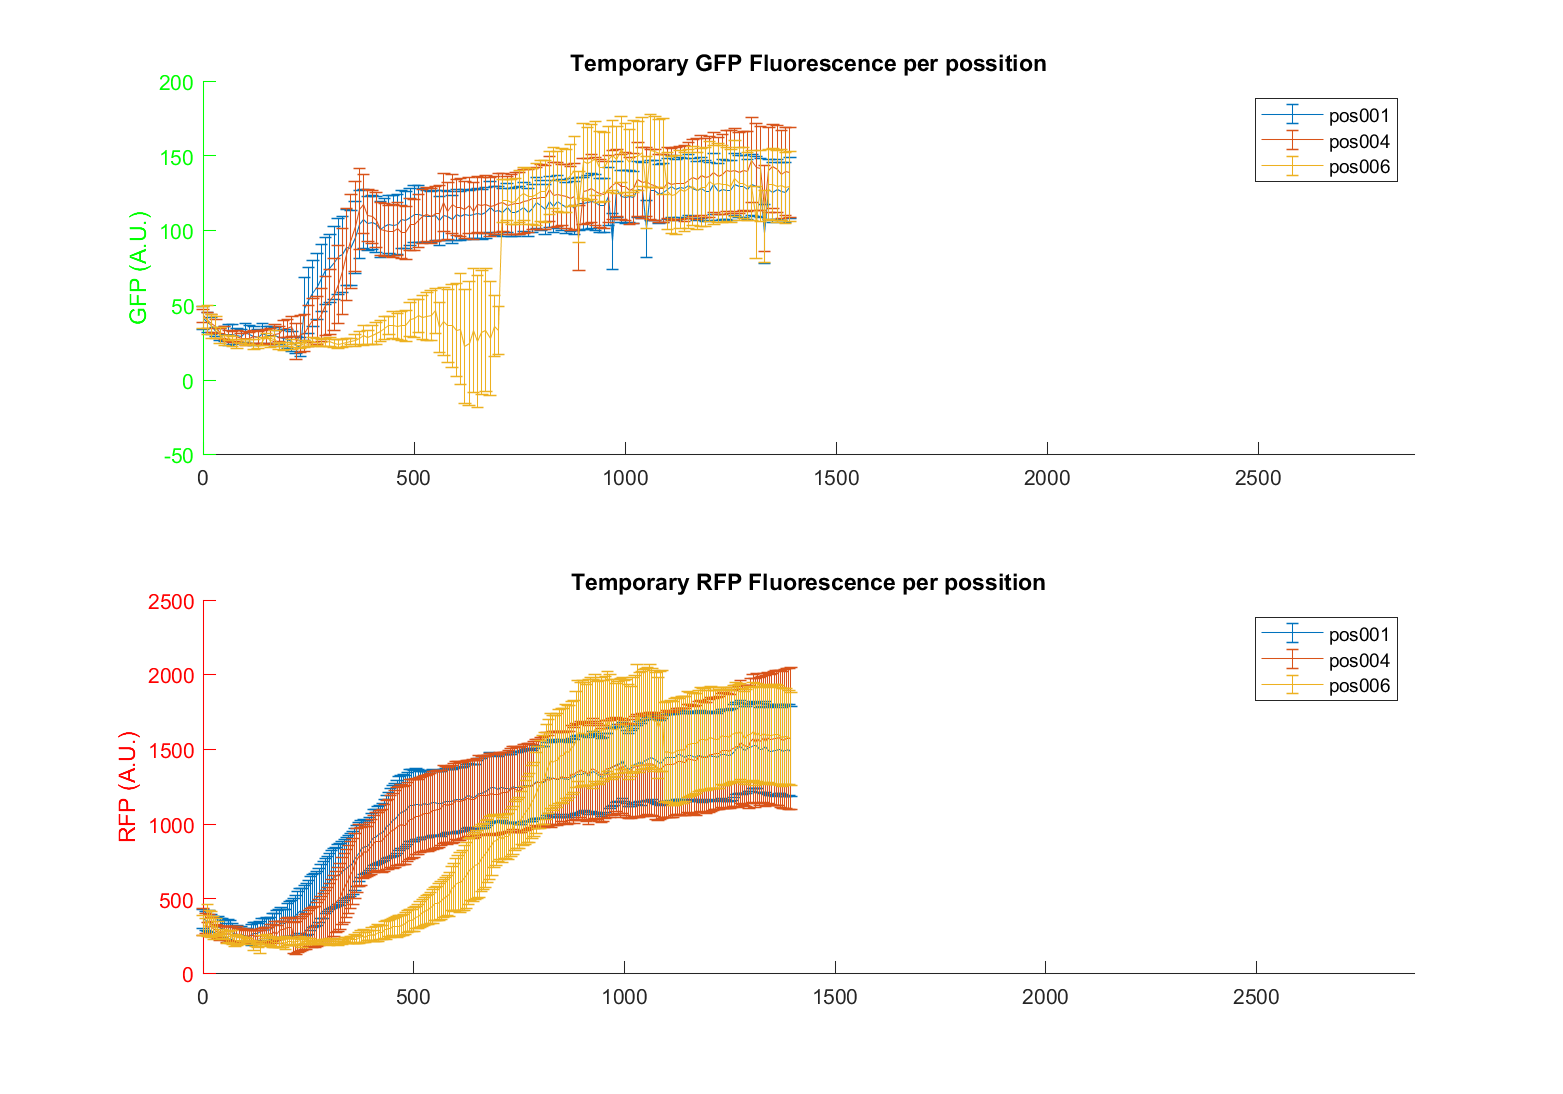 Temporary GFP Fluorescence per possition
200
150
100
50
0
-50
GFP (A.U.)
0 500 1000 1500 2000 2500
pos001
pos004
pos006
Temporary RFP Fluorescence per possition
2500
2000
1500
1000
500
0
RFP (A.U.)
0 500 1000 1500 2000 2500
pos001
pos004
pos006